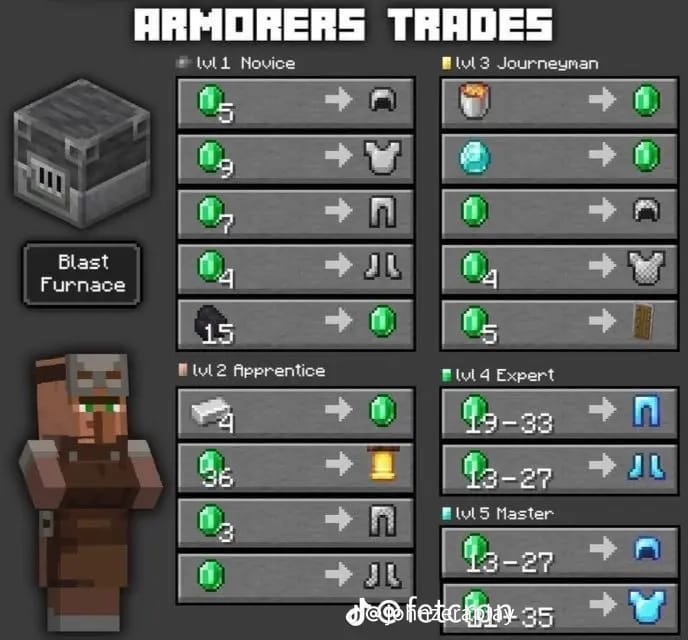 ARMORERS TRADES
lvl 1 Novice
5
9
7
4
15
lvl 2 Apprentice
4
36
3
lvl 3 Journeyman
4
5
lvl 4 Expert
19-33
13-27
lvl 5 Master
13-27
-35
Blast
Furnace